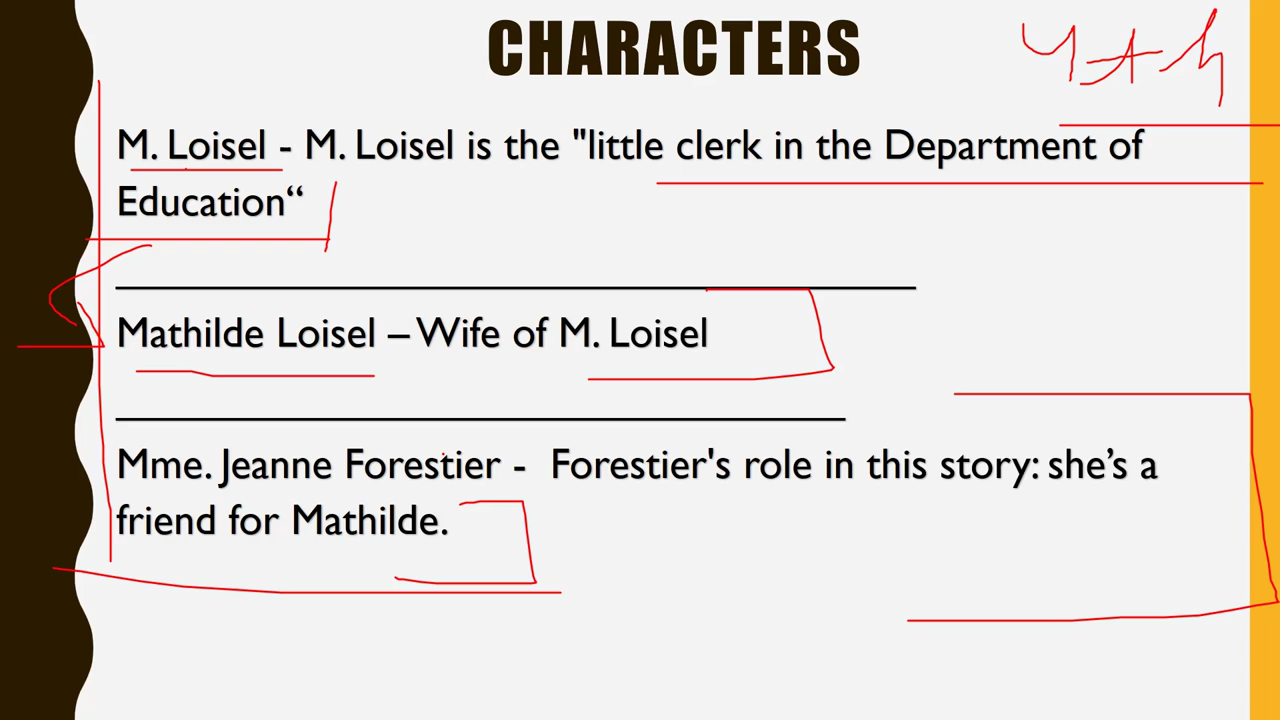 CHARACTERS
M. Loisel - M. Loisel is the "little clerk in the Department of
Education“
Mathilde Loisel – Wife of M. Loisel
Mme. Jeanne Forestier - Forestier's role in this story: she’s a
friend for Mathilde.